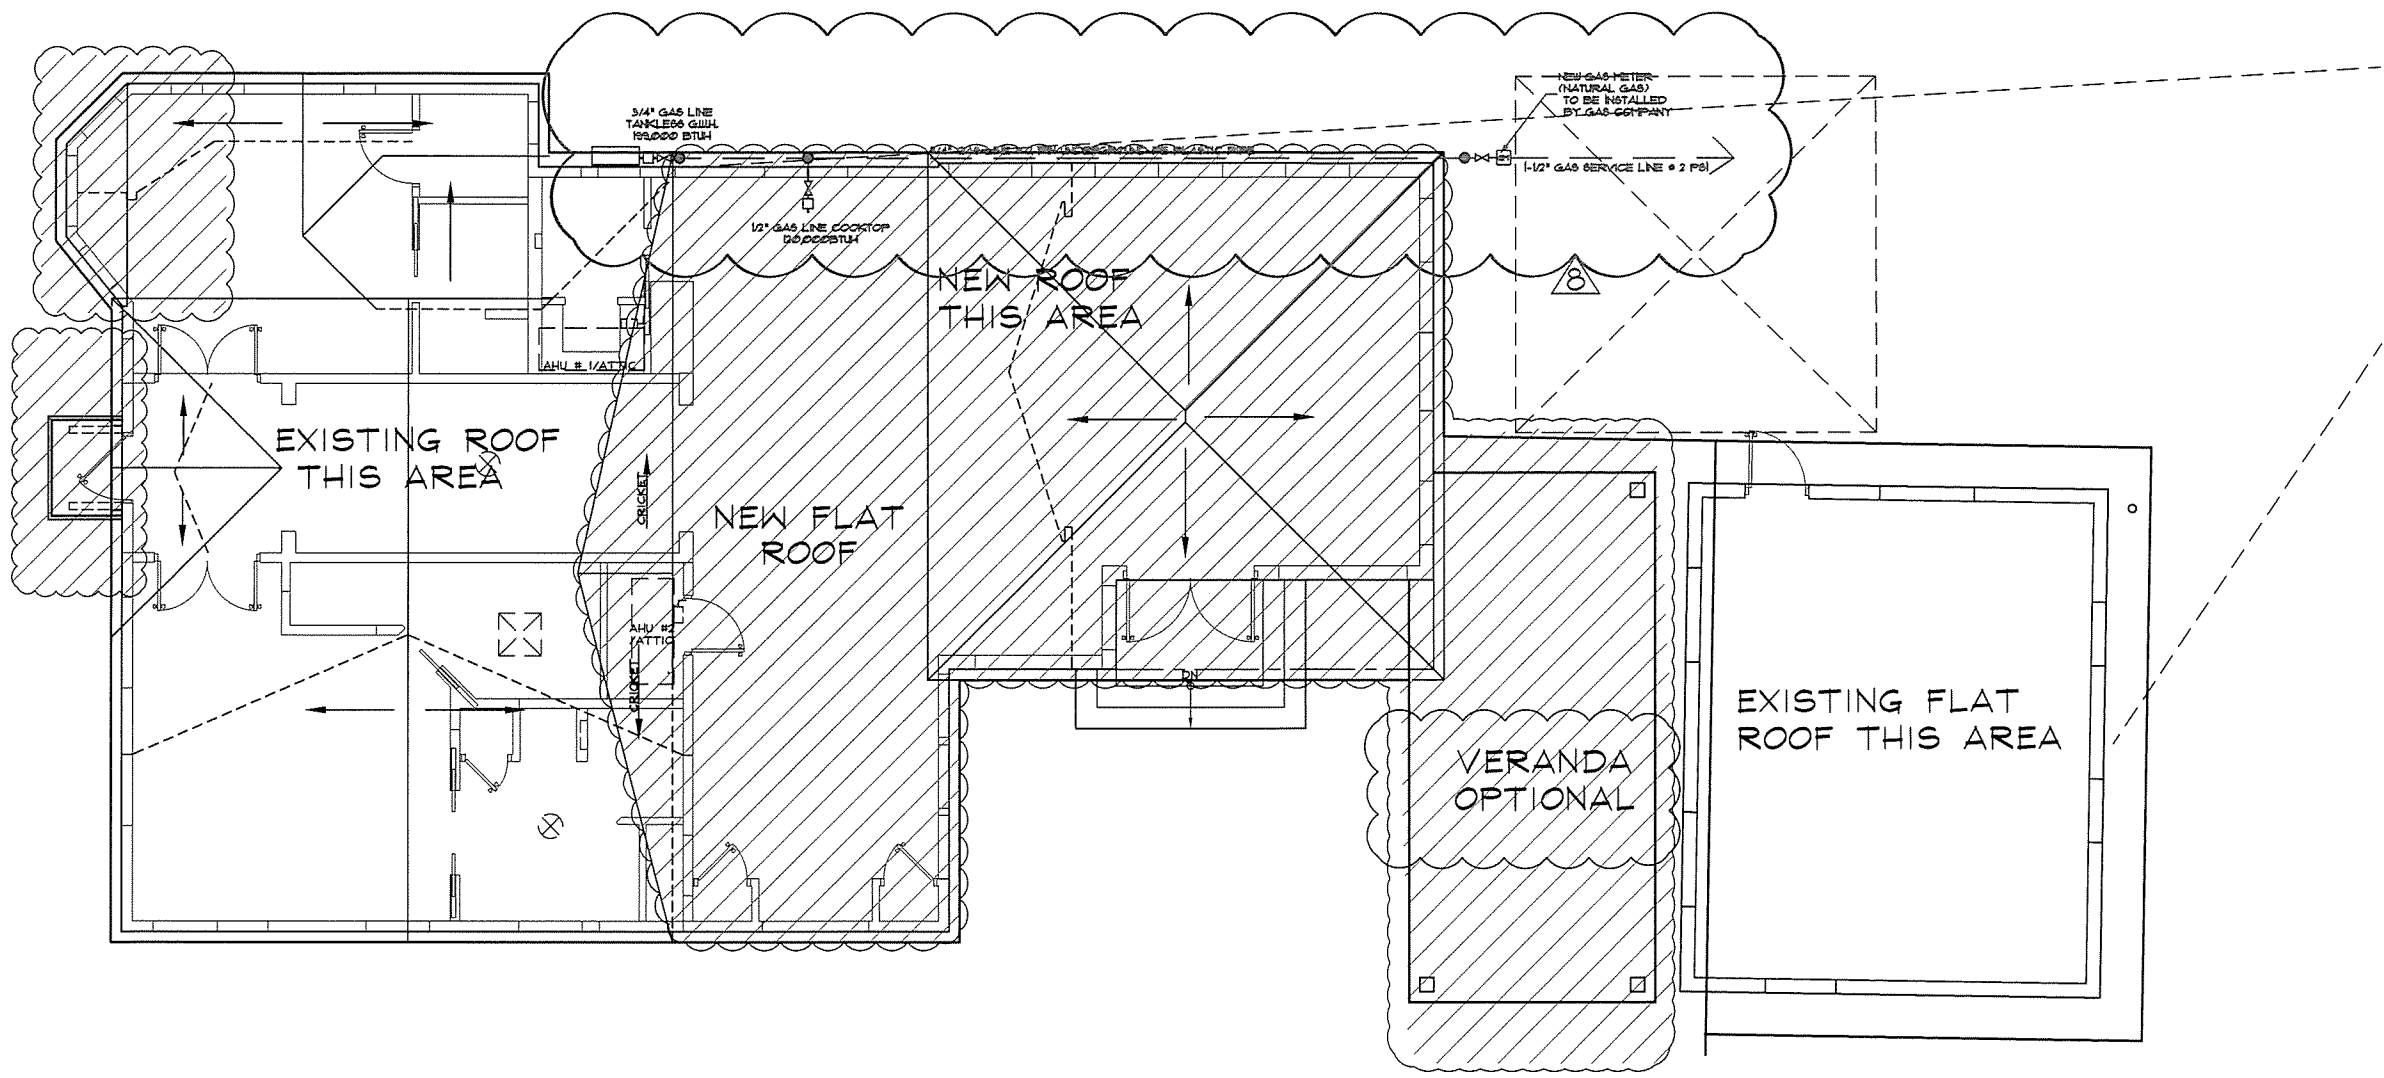 NEW GAS METER
(NATURAL GAS)
TO BE INSTALLED
BY GAS COMPANY
3/4" GAS LINE
TANKLESS G.W.H.
199,000 BTUH
1-1/2" GAS SERVICE LINE @ 2 PSI
1/2" GAS LINE COOKTOP
120,000BTUH
8
NEW ROOF
THIS AREA
AHU # 1/ATTIC
EXISTING ROOF
THIS AREA
CRICKET
NEW FLAT
ROOF
AHU #2
/ATTIC
CRICKET
DN
EXISTING FLAT
ROOF THIS AREA
VERANDA
OPTIONAL